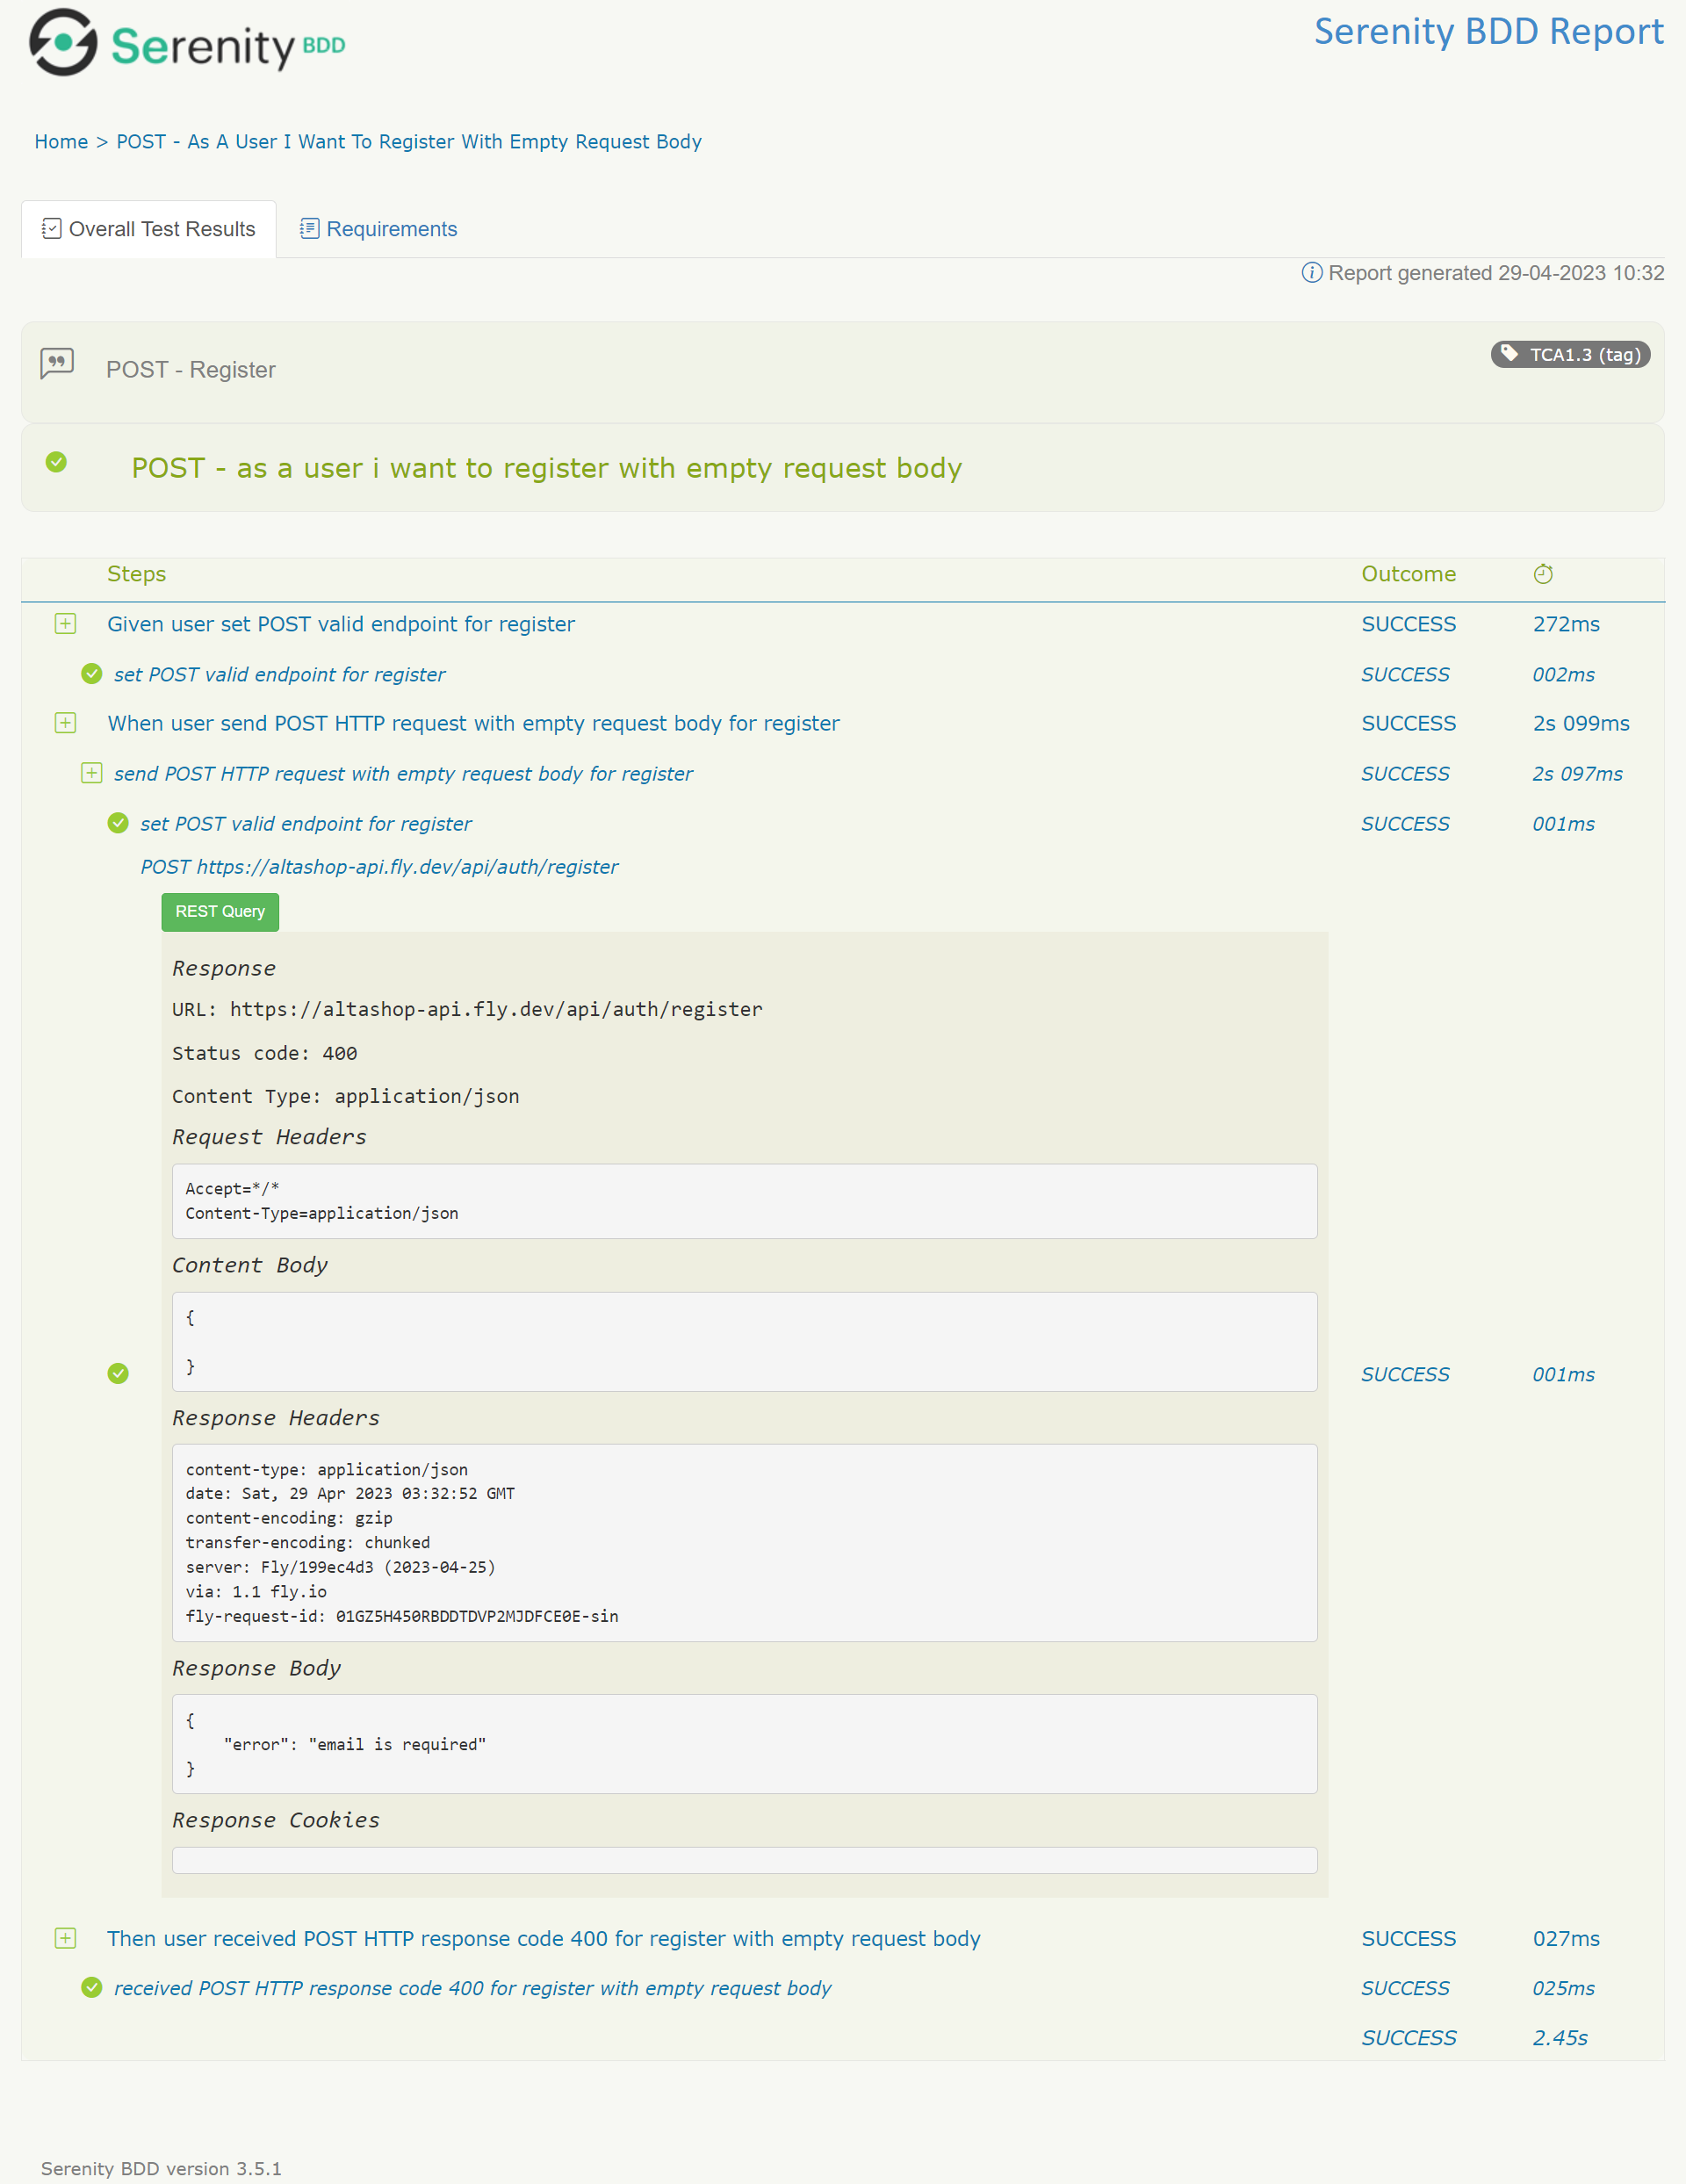 Serenity BDD
Serenity BDD Report
Home > POST - As A User I Want To Register With Empty Request Body
Overall Test Results Requirements
Report generated 29-04-2023 10:32
POST - Register
TCA1.3 (tag)
POST - as a user i want to register with empty request body
Steps Outcome
Given user set POST valid endpoint for register SUCCESS 272ms
set POST valid endpoint for register SUCCESS 002ms
When user send POST HTTP request with empty request body for register SUCCESS 2s 099ms
send POST HTTP request with empty request body for register SUCCESS 2s 097ms
set POST valid endpoint for register SUCCESS 001ms
POST https://altashop-api.fly.dev/api/auth/register
REST Query
Response
URL: https://altashop-api.fly.dev/api/auth/register
Status code: 400
Content Type: application/json
Request Headers
Accept=*/*
Content-Type=application/json
Content Body
{
}
SUCCESS 001ms
Response Headers
content-type: application/json
date: Sat, 29 Apr 2023 03:32:52 GMT
content-encoding: gzip
transfer-encoding: chunked
server: Fly/199ec4d3 (2023-04-25)
via: 1.1 fly.io
fly-request-id: 01GZ5H450RBDDTDVP2MJDFCE0E-sin
Response Body
{
"error": "email is required"
}
Response Cookies
Then user received POST HTTP response code 400 for register with empty request body SUCCESS 027ms
received POST HTTP response code 400 for register with empty request body SUCCESS 025ms
SUCCESS 2.45s
Serenity BDD version 3.5.1